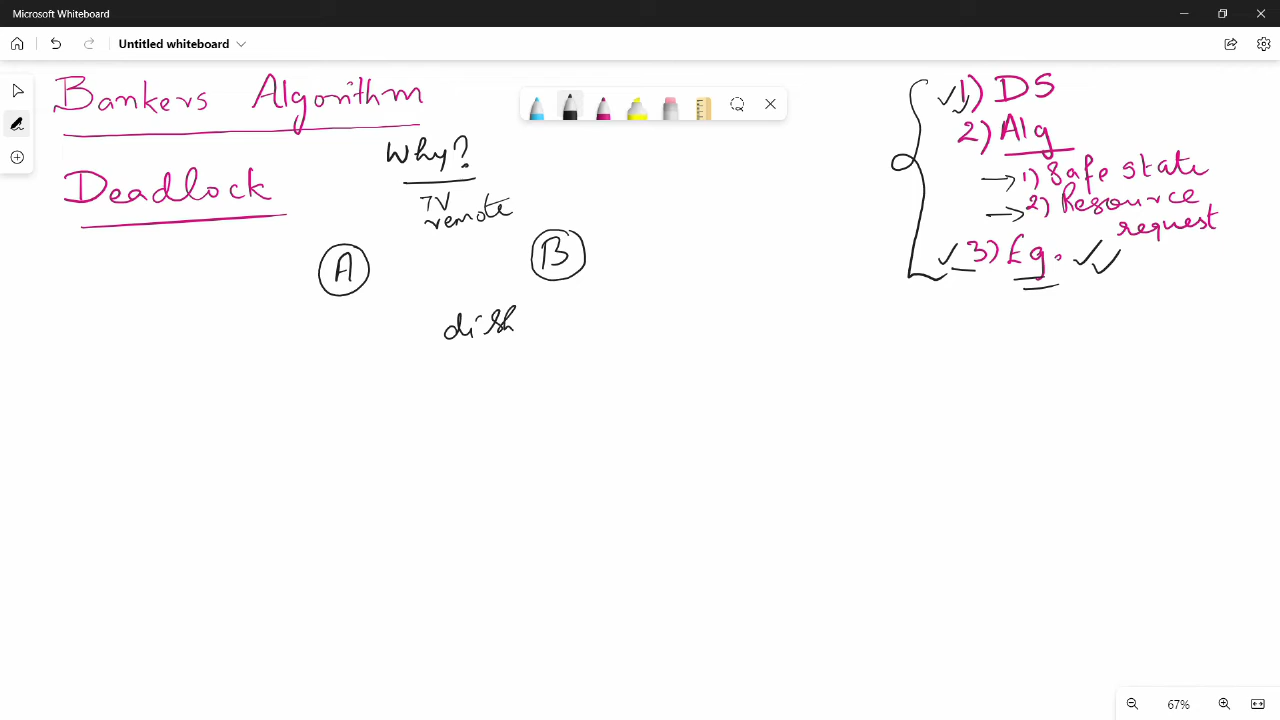 Microsoft Whiteboard
Untitled whiteboard
Bankers Algorithm
Deadlock
Why?
TV
remote
A
B
dish
1) DS
2) Alg
→ 1) Safe state
→ 2) Resource
request
3) Eg.
67%